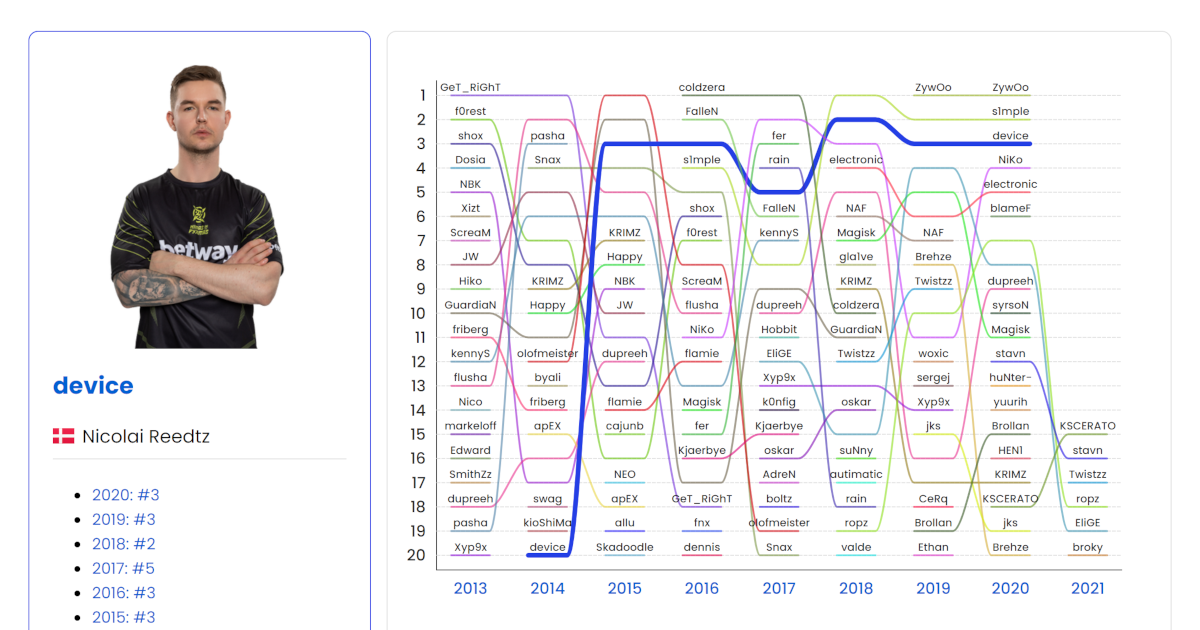 betway
device
Nicolai Reedtz
2020: #3
2019: #3
2018: #2
2017: #5
2016: #3
2015: #3
1 GeT_RiGhT coldzera ZywOo ZywOo
2 f0rest FalleN s1mple
3 shox pasha fer device
4 Dosia Snax s1mple rain electronic NiKo
5 NBK electronic
6 Xizt shox FalleN NAF blameF
7 ScreaM KRIMZ f0rest kennyS Magisk NAF
8 JW Happy gla1ve Brehze
9 Hiko KRIMZ NBK ScreaM KRIMZ Twistzz dupreeh
10 GuardiaN Happy JW flusha dupreeh coldzera syrsoN
11 friberg NiKo Hobbit GuardiaN Magisk
12 kennyS olofmeister dupreeh flamie EliGE Twistzz woxic stavn
13 flusha byali Xyp9x sergej huNter-
14 Nico friberg flamie Magisk k0nfig oskar Xyp9x yuurih
15 markeloff apEX cajunb fer Kjaerbye jks Brollan KSCERATO
16 Edward Kjaerbye oskar suNny HEN1 stavn
17 SmithZz NEO AdreN autimatic KRIMZ Twistzz
18 dupreeh swag apEX GeT_RiGhT boltz rain CeRq KSCERATO ropz
19 pasha kioShiMa allu fnx olofmeister ropz Brollan jks EliGE
20 Xyp9x device Skadoodle dennis Snax valde Ethan Brehze broky
2013 2014 2015 2016 2017 2018 2019 2020 2021